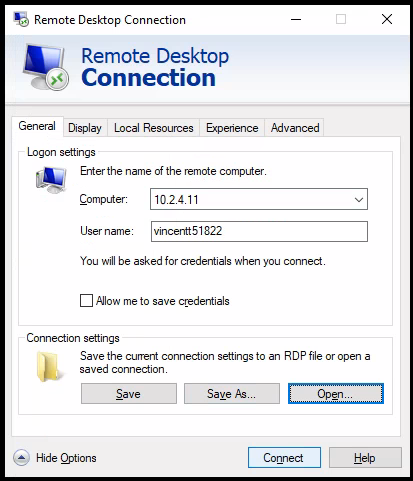 Remote Desktop Connection
Remote Desktop
Connection
General Display Local Resources Experience Advanced
Logon settings
Enter the name of the remote computer.
Computer: 10.2.4.11
User name: vincentt51822
You will be asked for credentials when you connect.
Allow me to save credentials
Connection settings
Save the current connection settings to an RDP file or open a
saved connection.
Save Save As... Open...
Hide Options Connect Help